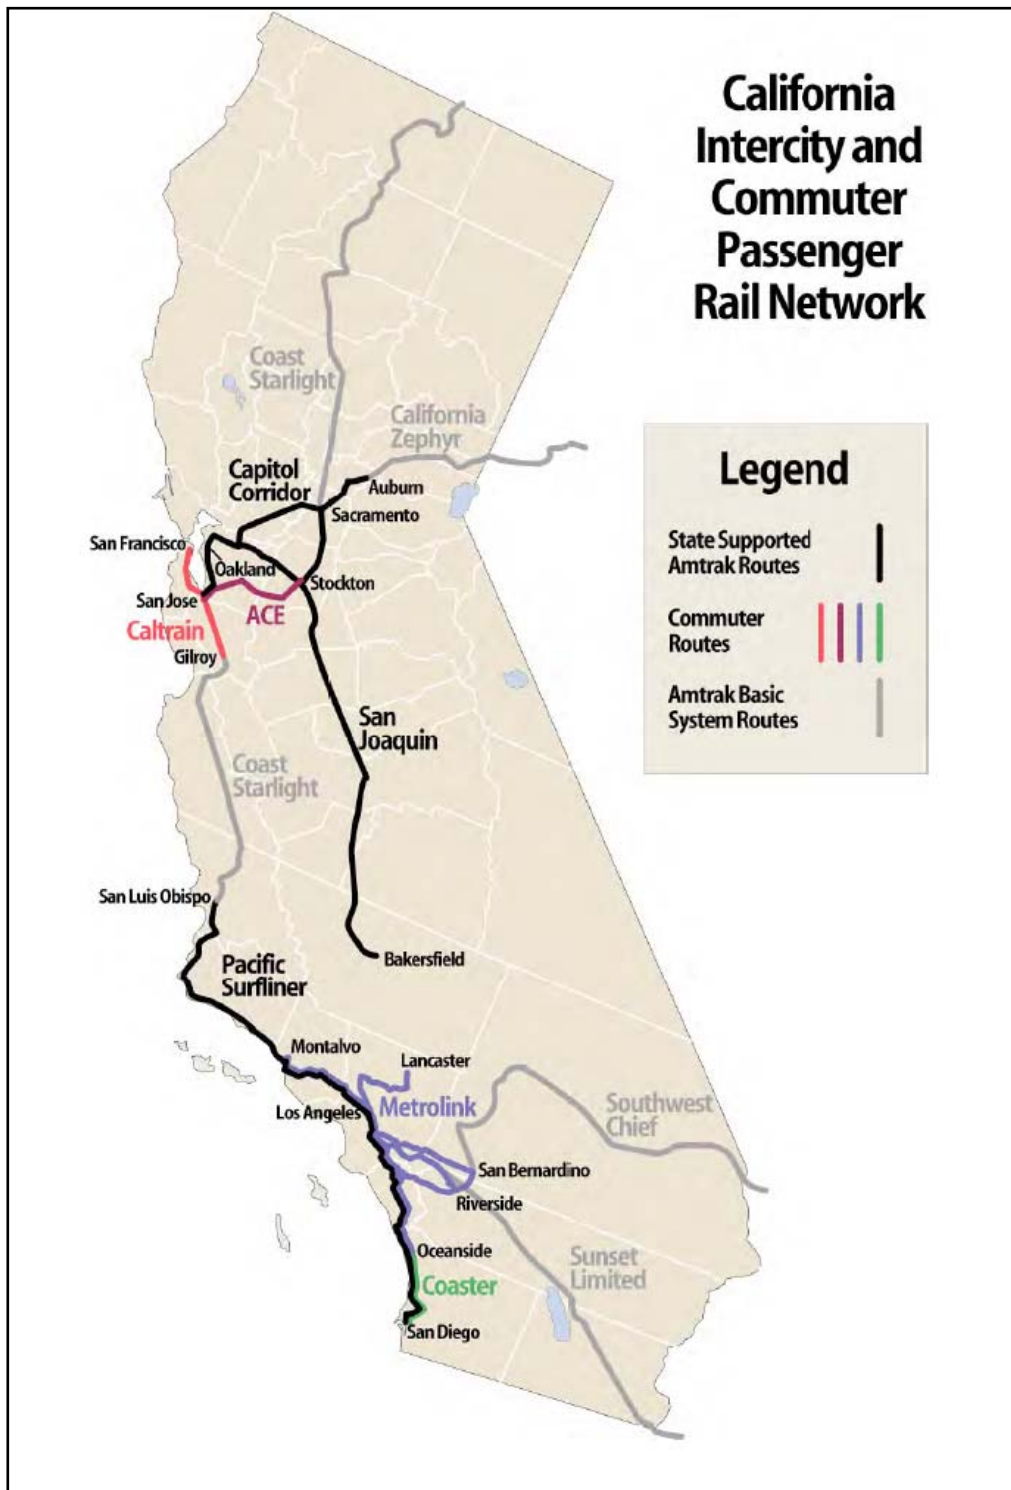 California
Intercity and
Commuter
Passenger
Rail Network
Coast
Starlight
California
Zephyr
Legend
Capitol
Corridor
Auburn
Sacramento
State Supported
Amtrak Routes
San Francisco
Oakland
Stockton
San Jose
ACE
Commuter
Routes
Caltrain
Gilroy
Amtrak Basic
System Routes
San
Joaquin
Coast
Starlight
San Luis Obispo
Bakersfield
Pacific
Surfliner
Montalvo
Lancaster
Los Angeles
Metrolink
Southwest
Chief
San Bernardino
Riverside
Oceanside
Sunset
Limited
Coaster
San Diego